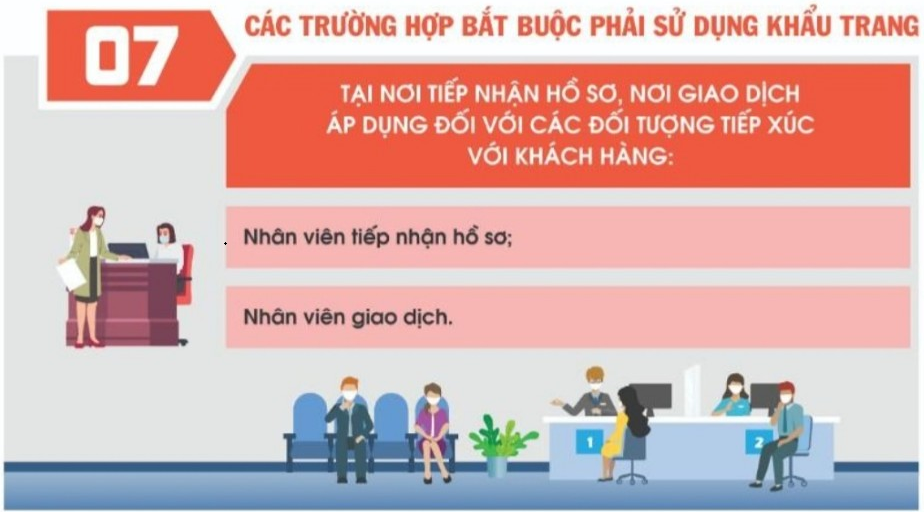 07
CÁC TRƯỜNG HỢP BẮT BUỘC PHẢI SỬ DỤNG KHẨU TRANG
TẠI NƠI TIẾP NHẬN HỒ SƠ, NƠI GIAO DỊCH
ÁP DỤNG ĐỐI VỚI CÁC ĐỐI TƯỢNG TIẾP XÚC
VỚI KHÁCH HÀNG:
Nhân viên tiếp nhận hồ sơ;
Nhân viên giao dịch.
1
2